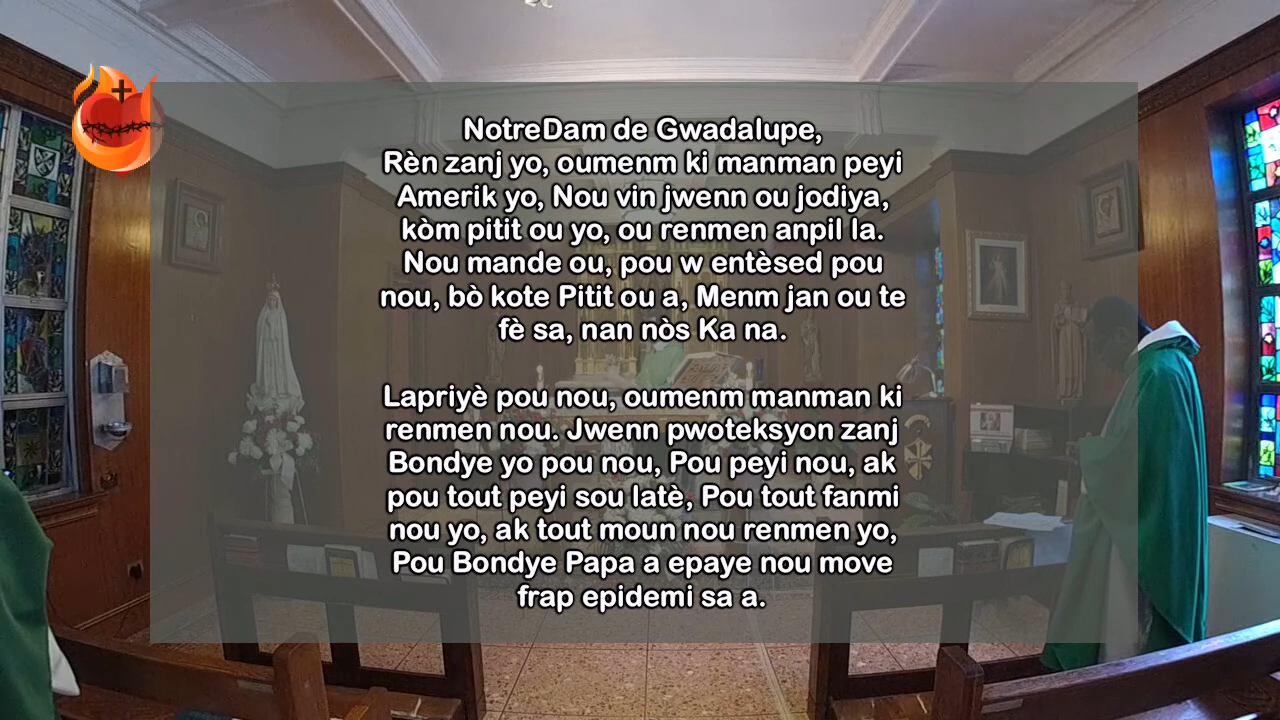 NotreDam de Gwadalupe,
Rèn zanj yo, oumenm ki manman peyi
Amerik yo, Nou vin jwenn ou jodiya,
kòm pitit ou yo, ou renmen anpil la.
Nou mande ou, pou w entèsed pou
nou, bò kote Pitit ou a, Menm jan ou te
fè sa, nan nòs Ka na.
Lapriyè pou nou, oumenm manman ki
renmen nou. Jwenn pwoteksyon zanj
Bondye yo pou nou, Pou peyi nou, ak
pou tout peyi sou latè, Pou tout fanmi
nou yo, ak tout moun nou renmen yo,
Pou Bondye Papa a epaye nou move
frap epidemi sa a.